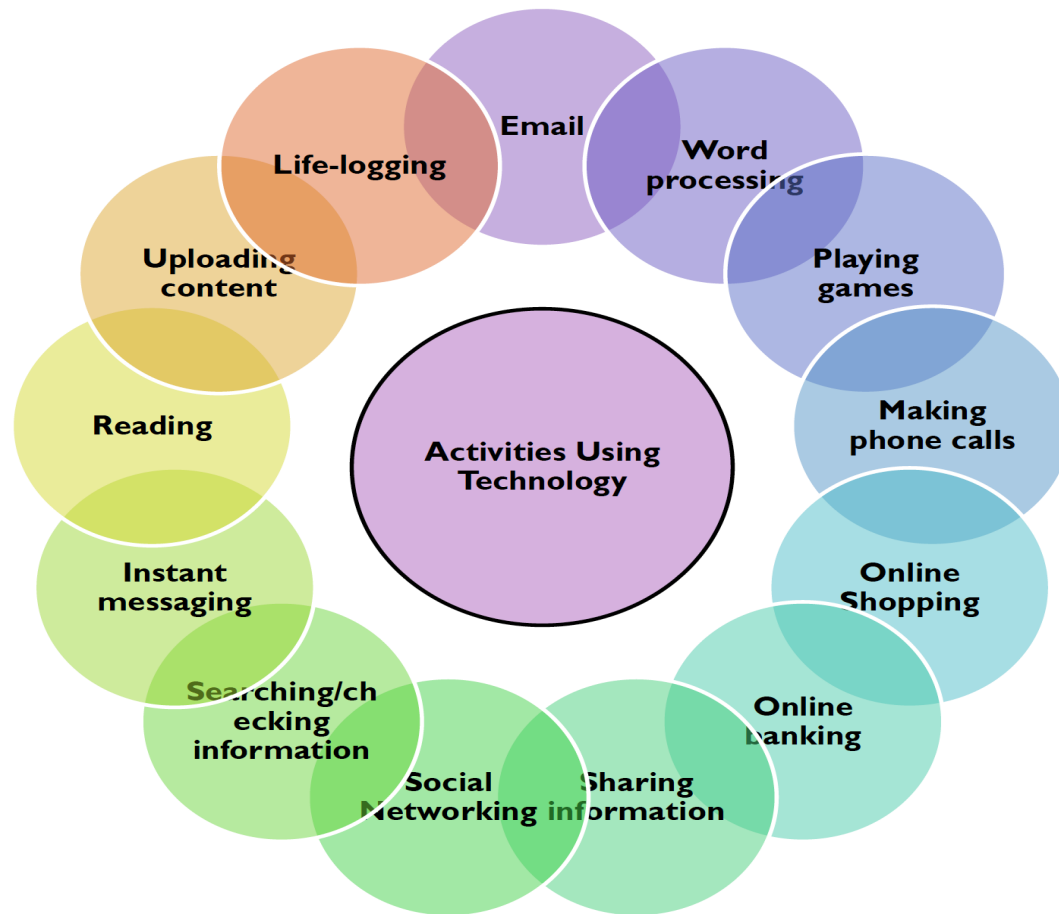 Email
Word
processing
Playing
games
Making
phone calls
Online
Shopping
Online
banking
Sharing
information
Social
Networking
Searching/ch
ecking
information
Instant
messaging
Reading
Uploading
content
Life-logging
Activities Using
Technology